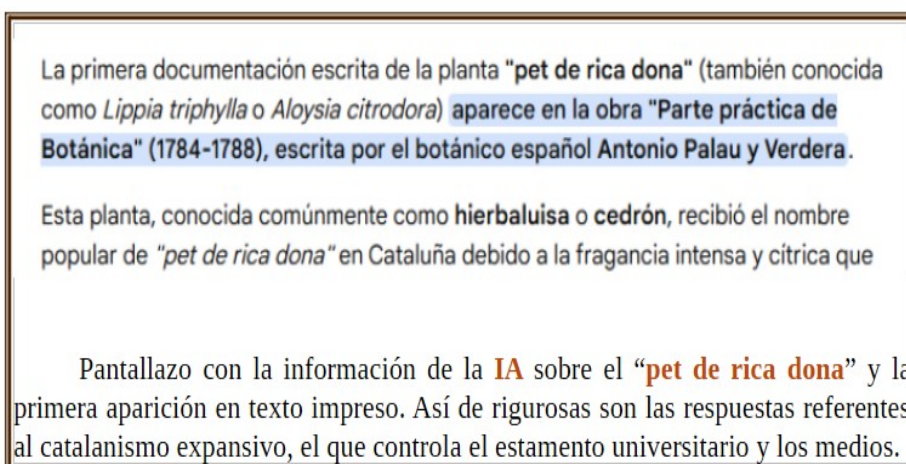 La primera documentación escrita de la planta "pet de rica dona" (también conocida
como Lippia triphylla o Aloysia citrodora) aparece en la obra "Parte práctica de
Botánica" (1784-1788), escrita por el botánico español Antonio Palau y Verdera.
Esta planta, conocida comúnmente como hierbaluisa o cedrón, recibió el nombre
popular de "pet de rica dona" en Cataluña debido a la fragancia intensa y cítrica que
Pantallazo con la información de la IA sobre el “pet de rica dona” y la
primera aparición en texto impreso. Así de rigurosas son las respuestas referentes
al catalanismo expansivo, el que controla el estamento universitario y los medios.